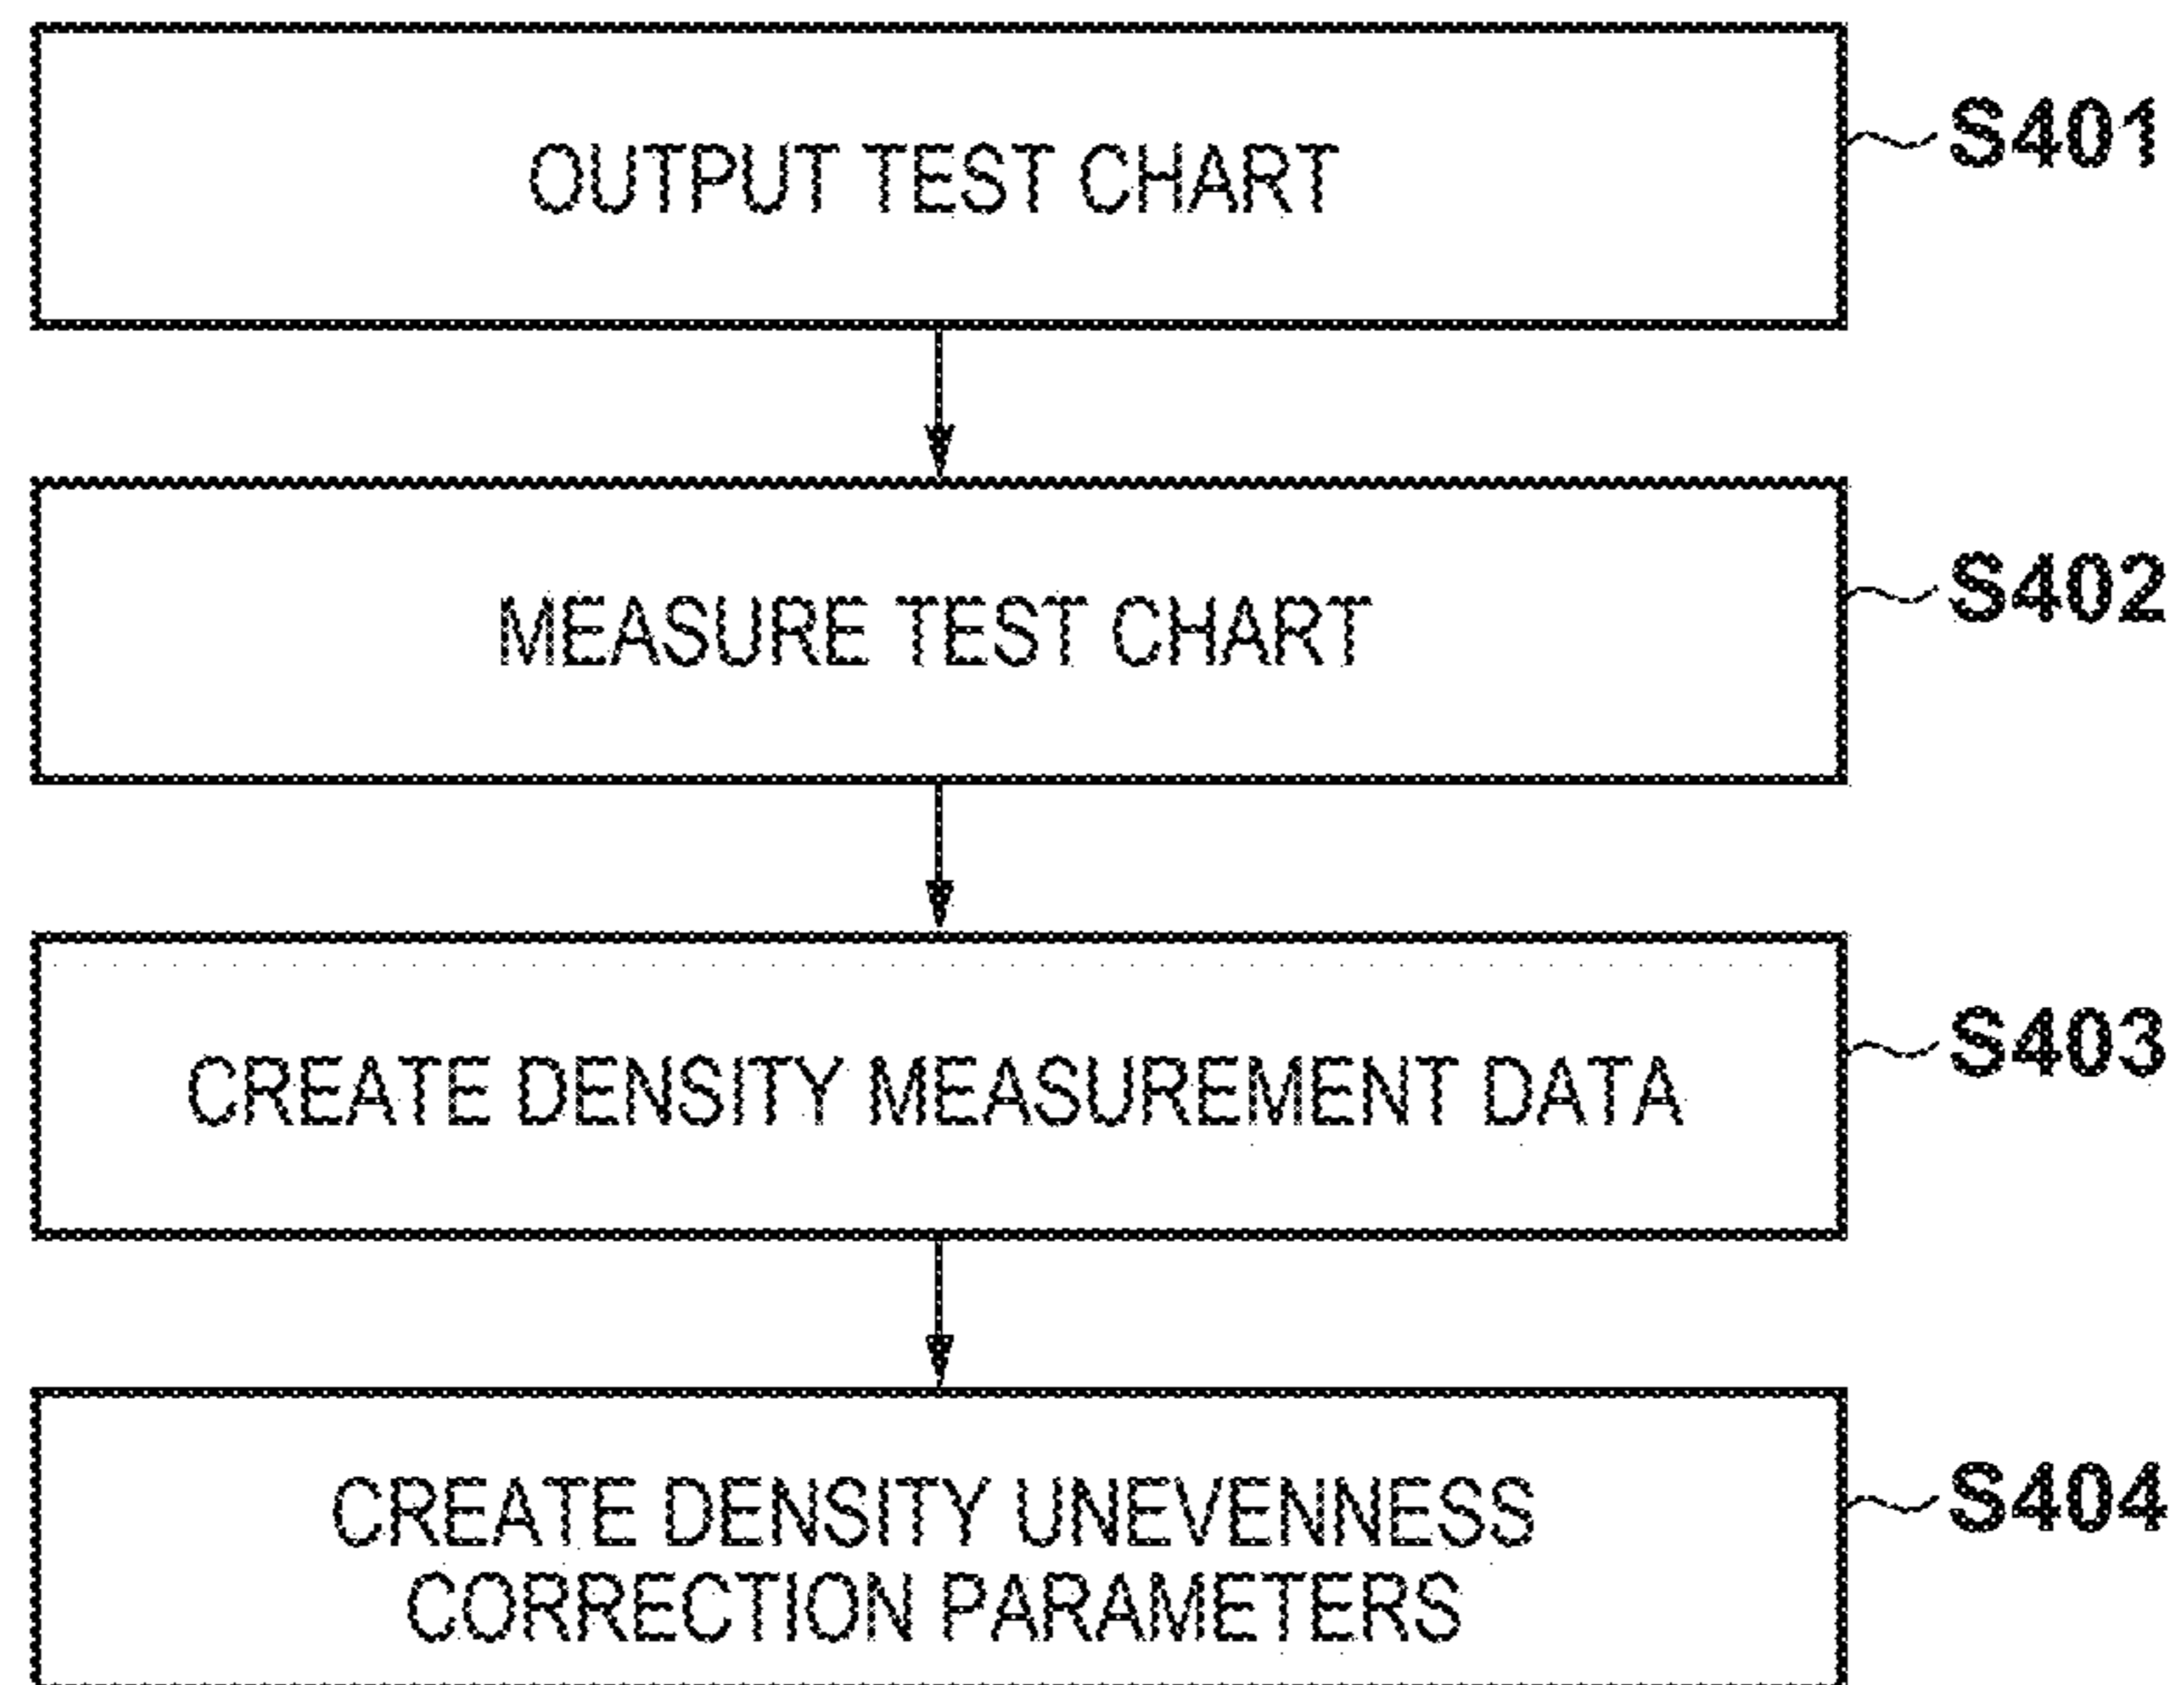 OUTPUT TEST CHART
S401
MEASURE TEST CHART
S402
CREATE DENSITY MEASUREMENT DATA
S403
CREATE DENSITY UNEVENNESS
CORRECTION PARAMETERS
S404